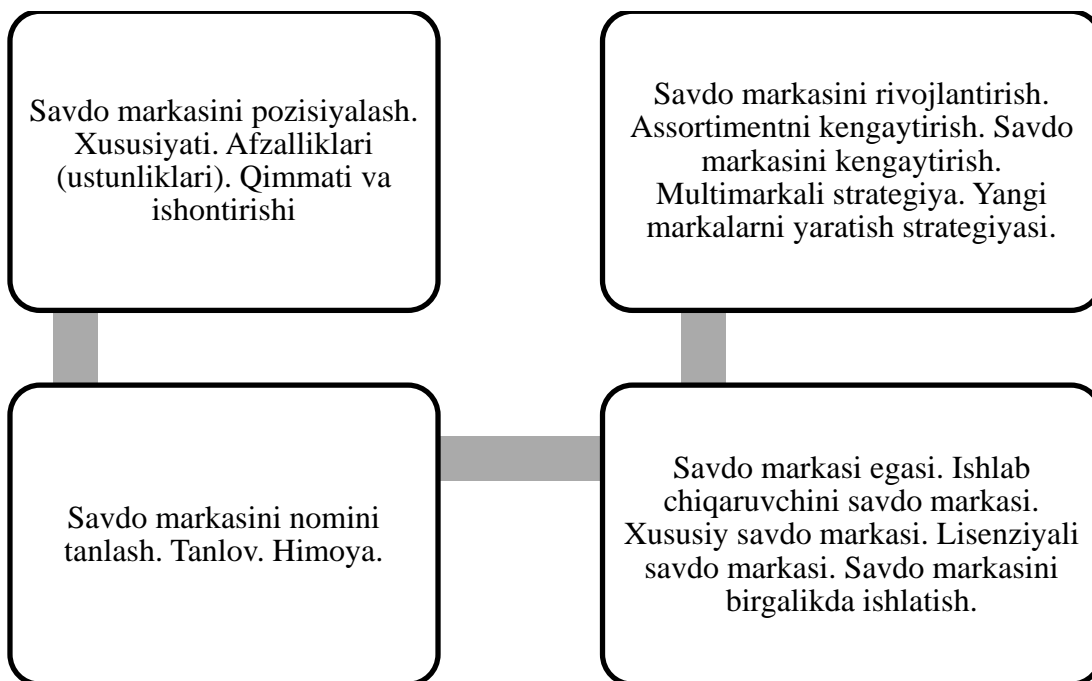 Savdo markasini pozisiyalash.
Xususiyati. Afzalliklari
(ustunliklari). Qimmati va
ishontirishi
Savdo markasini nomini
tanlash. Tanlov. Himoya.
Savdo markasi egasi. Ishlab
chiqaruvchini savdo markasi.
Xususiy savdo markasi. Lisenziyali
savdo markasi. Savdo markasini
birgalikda ishlatish.
Savdo markasini rivojlantirish.
Assortimentni kengaytirish. Savdo
markasini kengaytirish.
Multimarkali strategiya. Yangi
markalarni yaratish strategiyasi.